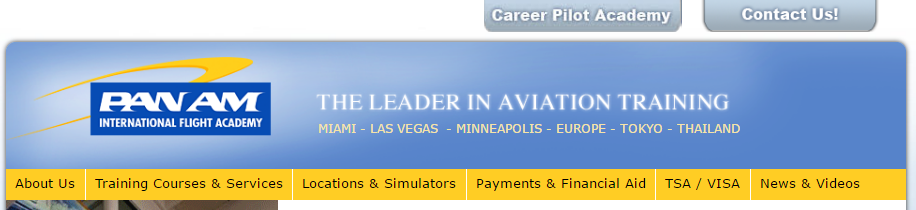 Career Pilot Academy
Contact Us!
PAN AM
INTERNATIONAL FLIGHT ACADEMY
THE LEADER IN AVIATION TRAINING
MIAMI - LAS VEGAS - MINNEAPOLIS - EUROPE - TOKYO - THAILAND
About Us
Training Courses & Services
Locations & Simulators
Payments & Financial Aid
TSA / VISA
News & Videos